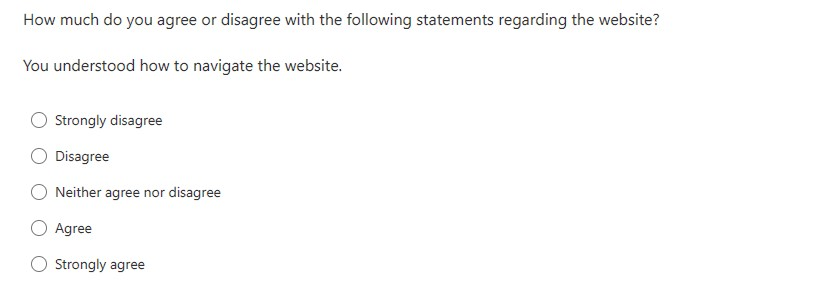 How much do you agree or disagree with the following statements regarding the website?
You understood how to navigate the website.
Strongly disagree
Disagree
Neither agree nor disagree
Agree
Strongly agree